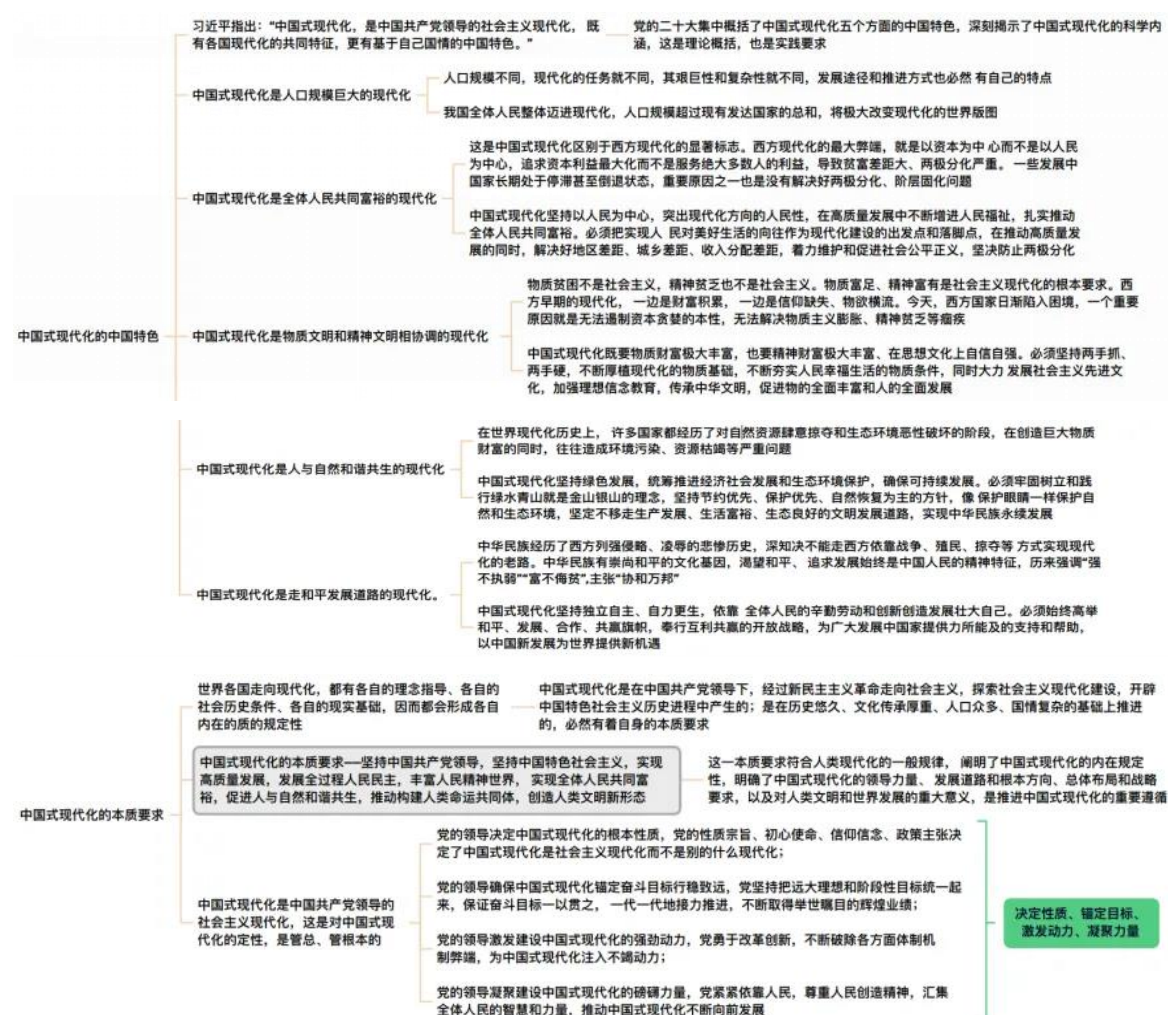 习近平指出：“中国式现代化，是中国共产党领导的社会主义现代化， 既
有各国现代化的共同特征，更有基于自己国情的中国特色。”
党的二十大集中概括了中国式现代化五个方面的中国特色，深刻揭示了中国式现代化的科学内
涵，这是理论概括，也是实践要求
中国式现代化是人口规模巨大的现代化
人口规模不同，现代化的任务就不同，其艰巨性和复杂性就不同，发展途径和推进方式也必然 有自己的特点
我国全体人民整体迈进现代化，人口规模超过现有发达国家的总和，将极大改变现代化的世界版图
中国式现代化是全体人民共同富裕的现代化
这是中国式现代化区别于西方现代化的显著标志。西方现代化的最大弊端，就是以资本为中 心而不是以人民
为中心，追求资本利益最大化而不是服务绝大多数人的利益，导致贫富差距大、两极分化严重。 一些发展中
国家长期处于停滞甚至倒退状态，重要原因之一也是没有解决好两极分化、阶层固化问题
中国式现代化坚持以人民为中心，突出现代化方向的人民性，在高质量发展中不断增进人民福祉，扎实推动
全体人民共同富裕。必须把实现人 民对美好生活的向往作为现代化建设的出发点和落脚点，在推动高质量发
展的同时，解决好地区差距、城乡差距、收入分配差距，着力维护和促进社会公平正义，坚决防止两极分化
中国式现代化的中国特色
中国式现代化是物质文明和精神文明相协调的现代化
物质贫困不是社会主义，精神贫乏也不是社会主义。物质富足、精神富有是社会主义现代化的根本要求。西
方早期的现代化， 一边是财富积累， 一边是信仰缺失、物欲横流。今天，西方国家日渐陷入困境，一个重要
原因就是无法遏制资本贪婪的本性，无法解决物质主义膨胀、精神贫乏等痼疾
中国式现代化既要物质财富极大丰富，也要精神财富极大丰富、在思想文化上自信自强。必须坚持两手抓、
两手硬，不断厚植现代化的物质基础，不断夯实人民幸福生活的物质条件，同时大力 发展社会主义先进文
化，加强理想信念教育，传承中华文明，促进物的全面丰富和人的全面发展
中国式现代化是人与自然和谐共生的现代化
在世界现代化历史上， 许多国家都经历了对自然资源肆意掠夺和生态环境恶性破坏的阶段，在创造巨大物质
财富的同时，往往造成环境污染、资源枯竭等严重问题
中国式现代化坚持绿色发展，统筹推进经济社会发展和生态环境保护，确保可持续发展。必须牢固树立和践
行绿水青山就是金山银山的理念，坚持节约优先、保护优先、自然恢复为主的方针，像 保护眼睛一样保护自
然和生态环境，坚定不移走生产发展、生活富裕、生态良好的文明发展道路，实现中华民族永续发展
中国式现代化是走和平发展道路的现代化。
中华民族经历了西方列强侵略、凌辱的悲惨历史，深知决不能走西方依靠战争、殖民、掠夺等 方式实现现代
化的老路。中华民族有崇尚和平的文化基因，渴望和平、 追求发展始终是中国人民的精神特征，历来强调“强
不执弱”“富不侮贫”,主张“协和万邦”
中国式现代化坚持独立自主、自力更生，依靠 全体人民的辛勤劳动和创新创造发展壮大自己。必须始终高举
和平、发展、合作、共赢旗帜，奉行互利共赢的开放战略，为广大发展中国家提供力所能及的支持和帮助，
以中国新发展为世界提供新机遇
世界各国走向现代化，都有各自的理念指导、各自的
社会历史条件、各自的现实基础，因而都会形成各自
内在的质的规定性
中国式现代化是在中国共产党领导下，经过新民主主义革命走向社会主义，探索社会主义现代化建设，开辟
中国特色社会主义历史进程中产生的；是在历史悠久、文化传承厚重、人口众多、国情复杂的基础上推进
的，必然有着自身的本质要求
中国式现代化的本质要求
中国式现代化的本质要求——坚持中国共产党领导，坚持中国特色社会主义，实现
高质量发展，发展全过程人民民主，丰富人民精神世界， 实现全体人民共同富
裕，促进人与自然和谐共生，推动构建人类命运共同体，创造人类文明新形态
这一本质要求符合人类现代化的一般规律， 阐明了中国式现代化的内在规定
性，明确了中国式现代化的领导力量、 发展道路和根本方向、总体布局和战略
要求，以及对人类文明和世界发展的重大意义，是推进中国式现代化的重要遵循
中国式现代化是中国共产党领导的
社会主义现代化，这是对中国式现
代化的定性，是管总、管根本的
党的领导决定中国式现代化的根本性质，党的性质宗旨、初心使命、信仰信念、政策主张决
定了中国式现代化是社会主义现代化而不是别的什么现代化；
党的领导确保中国式现代化锚定奋斗目标行稳致远，党坚持把远大理想和阶段性目标统一起
来，保证奋斗目标一以贯之， 一代一代地接力推进，不断取得举世瞩目的辉煌业绩；
党的领导激发建设中国式现代化的强劲动力，党勇于改革创新，不断破除各方面体制机
制弊端，为中国式现代化注入不竭动力；
党的领导凝聚建设中国式现代化的磅礴力量，党紧紧依靠人民，尊重人民创造精神，汇集
全体人民的智慧和力量，推动中国式现代化不断向前发展
决定性质、锚定目标、
激发动力、凝聚力量